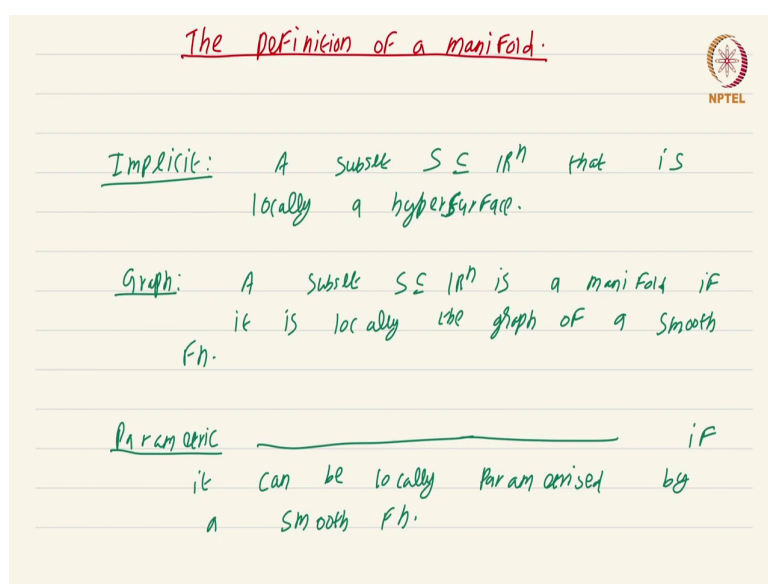 The Definition of a manifold.
NPTEL
Implicit: A subset S ⊆ ℝⁿ that is
locally a hypersurface.
Graph: A subset S ⊆ ℝⁿ is a manifold if
it is locally the graph of a smooth
Fn.
Parametric ———— if
it can be locally parametrised by
a smooth Fn.